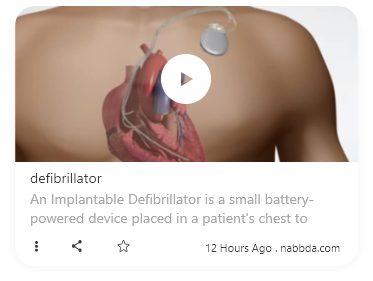 defibrillator
An Implantable Defibrillator is a small battery-
powered device placed in a patient's chest to
12 Hours Ago . nabbda.com